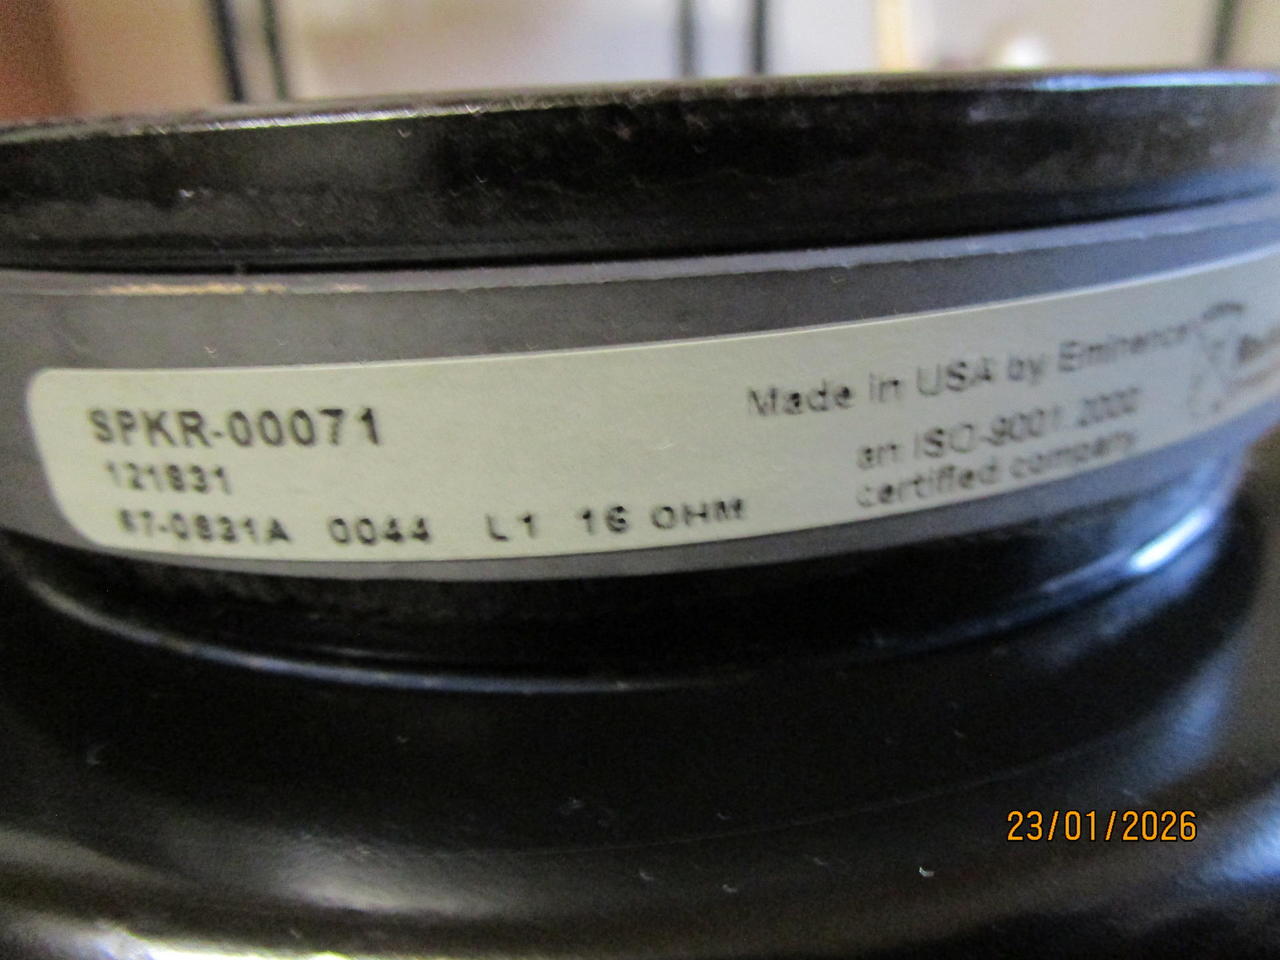 SPKR-00071
121831
67-0831A 0044 L1 16 OHM
Made in USA by Eminence
an ISO-9001:2000
certified company
23/01/2026